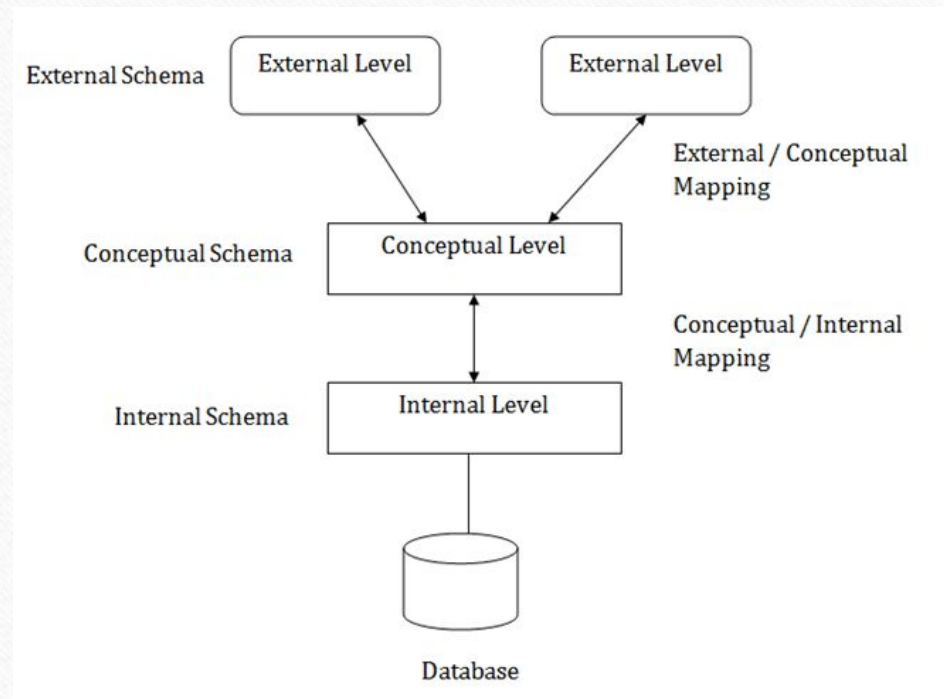 External Schema
External Level
External Level
External / Conceptual
Mapping
Conceptual Schema
Conceptual Level
Conceptual / Internal
Mapping
Internal Schema
Internal Level
Database